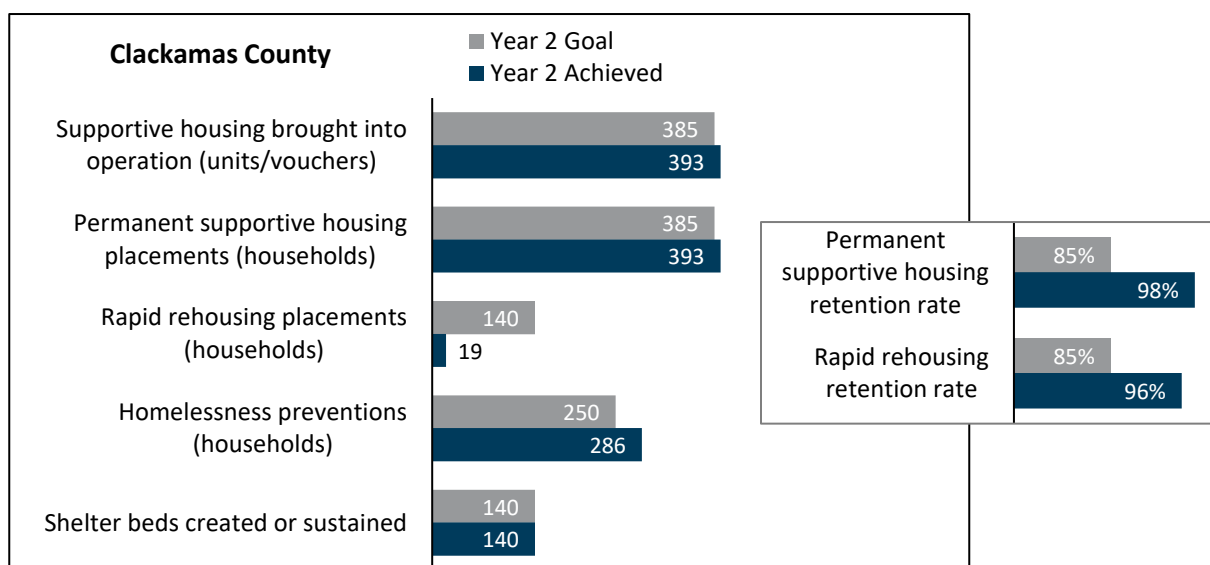 Clackamas County
Year 2 Goal
Year 2 Achieved
Supportive housing brought into
operation (units/vouchers)
385
393
Permanent supportive housing
placements (households)
385
393
Rapid rehousing placements
(households)
140
19
Homelessness preventions
(households)
250
286
Shelter beds created or sustained
140
140
Permanent
supportive housing
retention rate
85%
98%
Rapid rehousing
retention rate
85%
96%